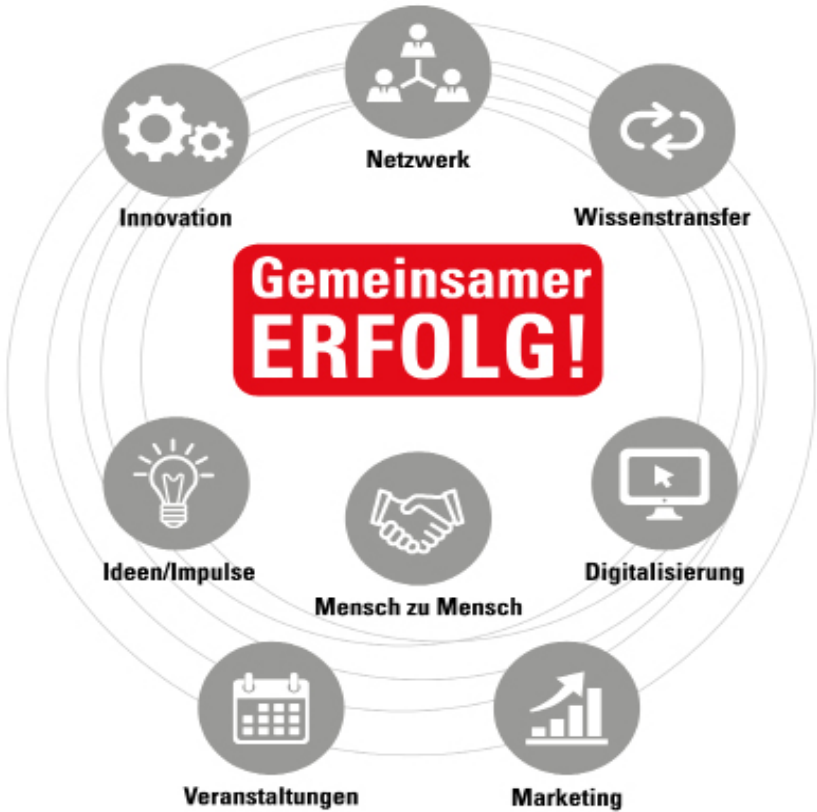 Netzwerk
Innovation
Wissenstransfer
Gemeinsamer
ERFOLG!
Ideen/Impulse
Mensch zu Mensch
Digitalisierung
Veranstaltungen
Marketing